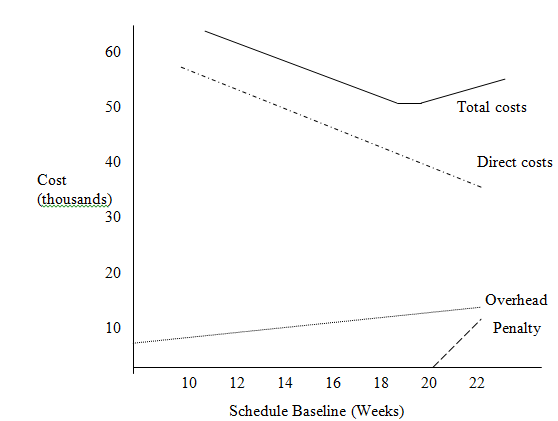 60
50
Total costs
40
Direct costs
Cost
(thousands)
30
20
Overhead
10
Penalty
10 12 14 16 18 20 22
Schedule Baseline (Weeks)